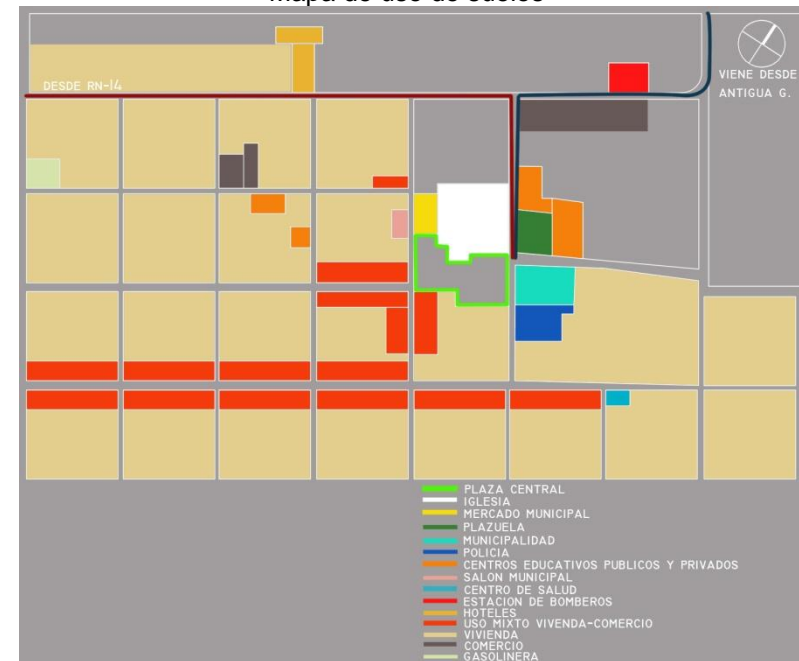 Mapa de uso de suelos
VIENE DESDE
ANTIGUA G.
DESDE RN-14
PLAZA CENTRAL
IGLESIA
MERCADO MUNICIPAL
PLAZUELA
MUNICIPALIDAD
POLICIA
CENTROS EDUCATIVOS PUBLICOS Y PRIVADOS
SALON MUNICIPAL
CENTRO DE SALUD
ESTACION DE BOMBEROS
HOTELES
USO MIXTO VIVENDA-COMERCIO
VIVIENDA
COMERCIO
GASOLINERA